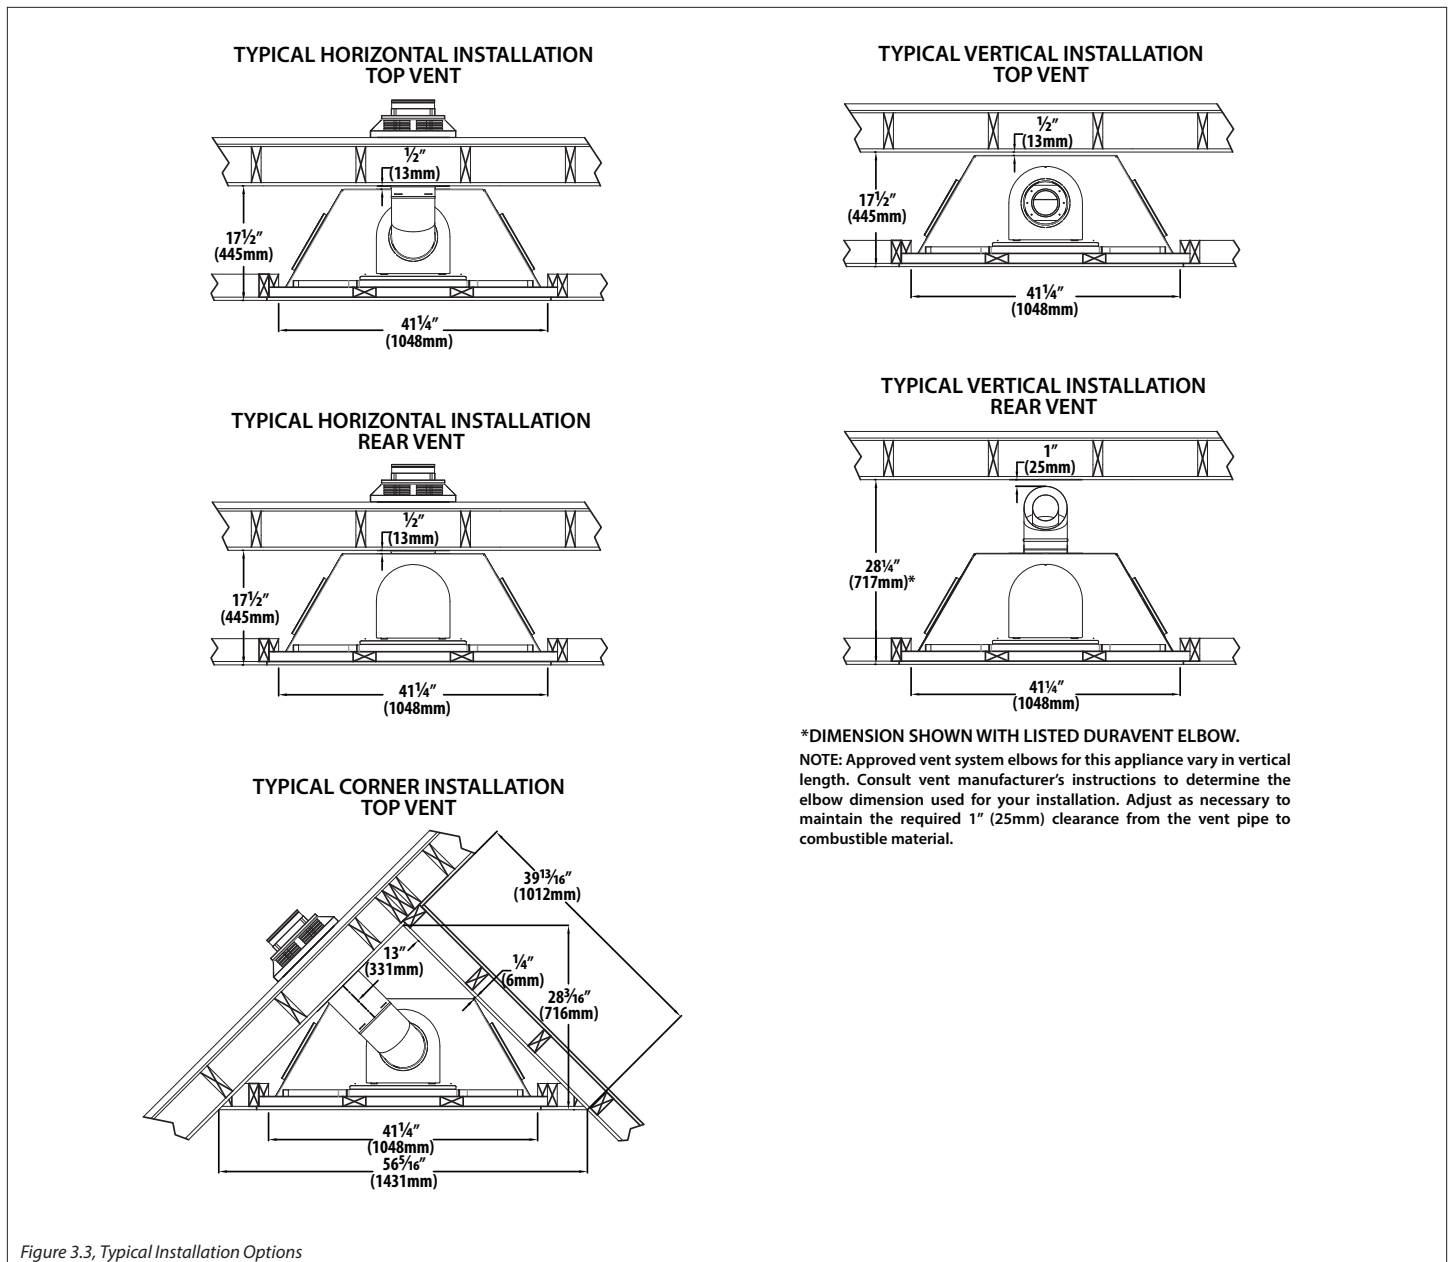 TYPICAL HORIZONTAL INSTALLATION
TOP VENT
½”
(13mm)
17½”
(445mm)
41¼”
(1048mm)
TYPICAL HORIZONTAL INSTALLATION
REAR VENT
½”
(13mm)
17½”
(445mm)
41¼”
(1048mm)
TYPICAL CORNER INSTALLATION
TOP VENT
39¹³⁄₁₆”
(1012mm)
13”
(331mm)
¼”
(6mm)
28³⁄₁₆”
(716mm)
41¼”
(1048mm)
56⁵⁄₁₆”
(1431mm)
TYPICAL VERTICAL INSTALLATION
TOP VENT
½”
(13mm)
17½”
(445mm)
41¼”
(1048mm)
TYPICAL VERTICAL INSTALLATION
REAR VENT
1”
(25mm)
28¼”
(717mm)*
41¼”
(1048mm)
*DIMENSION SHOWN WITH LISTED DURAVENT ELBOW.
NOTE: Approved vent system elbows for this appliance vary in vertical
length. Consult vent manufacturer’s instructions to determine the
elbow dimension used for your installation. Adjust as necessary to
maintain the required 1” (25mm) clearance from the vent pipe to
combustible material.
Figure 3.3, Typical Installation Options